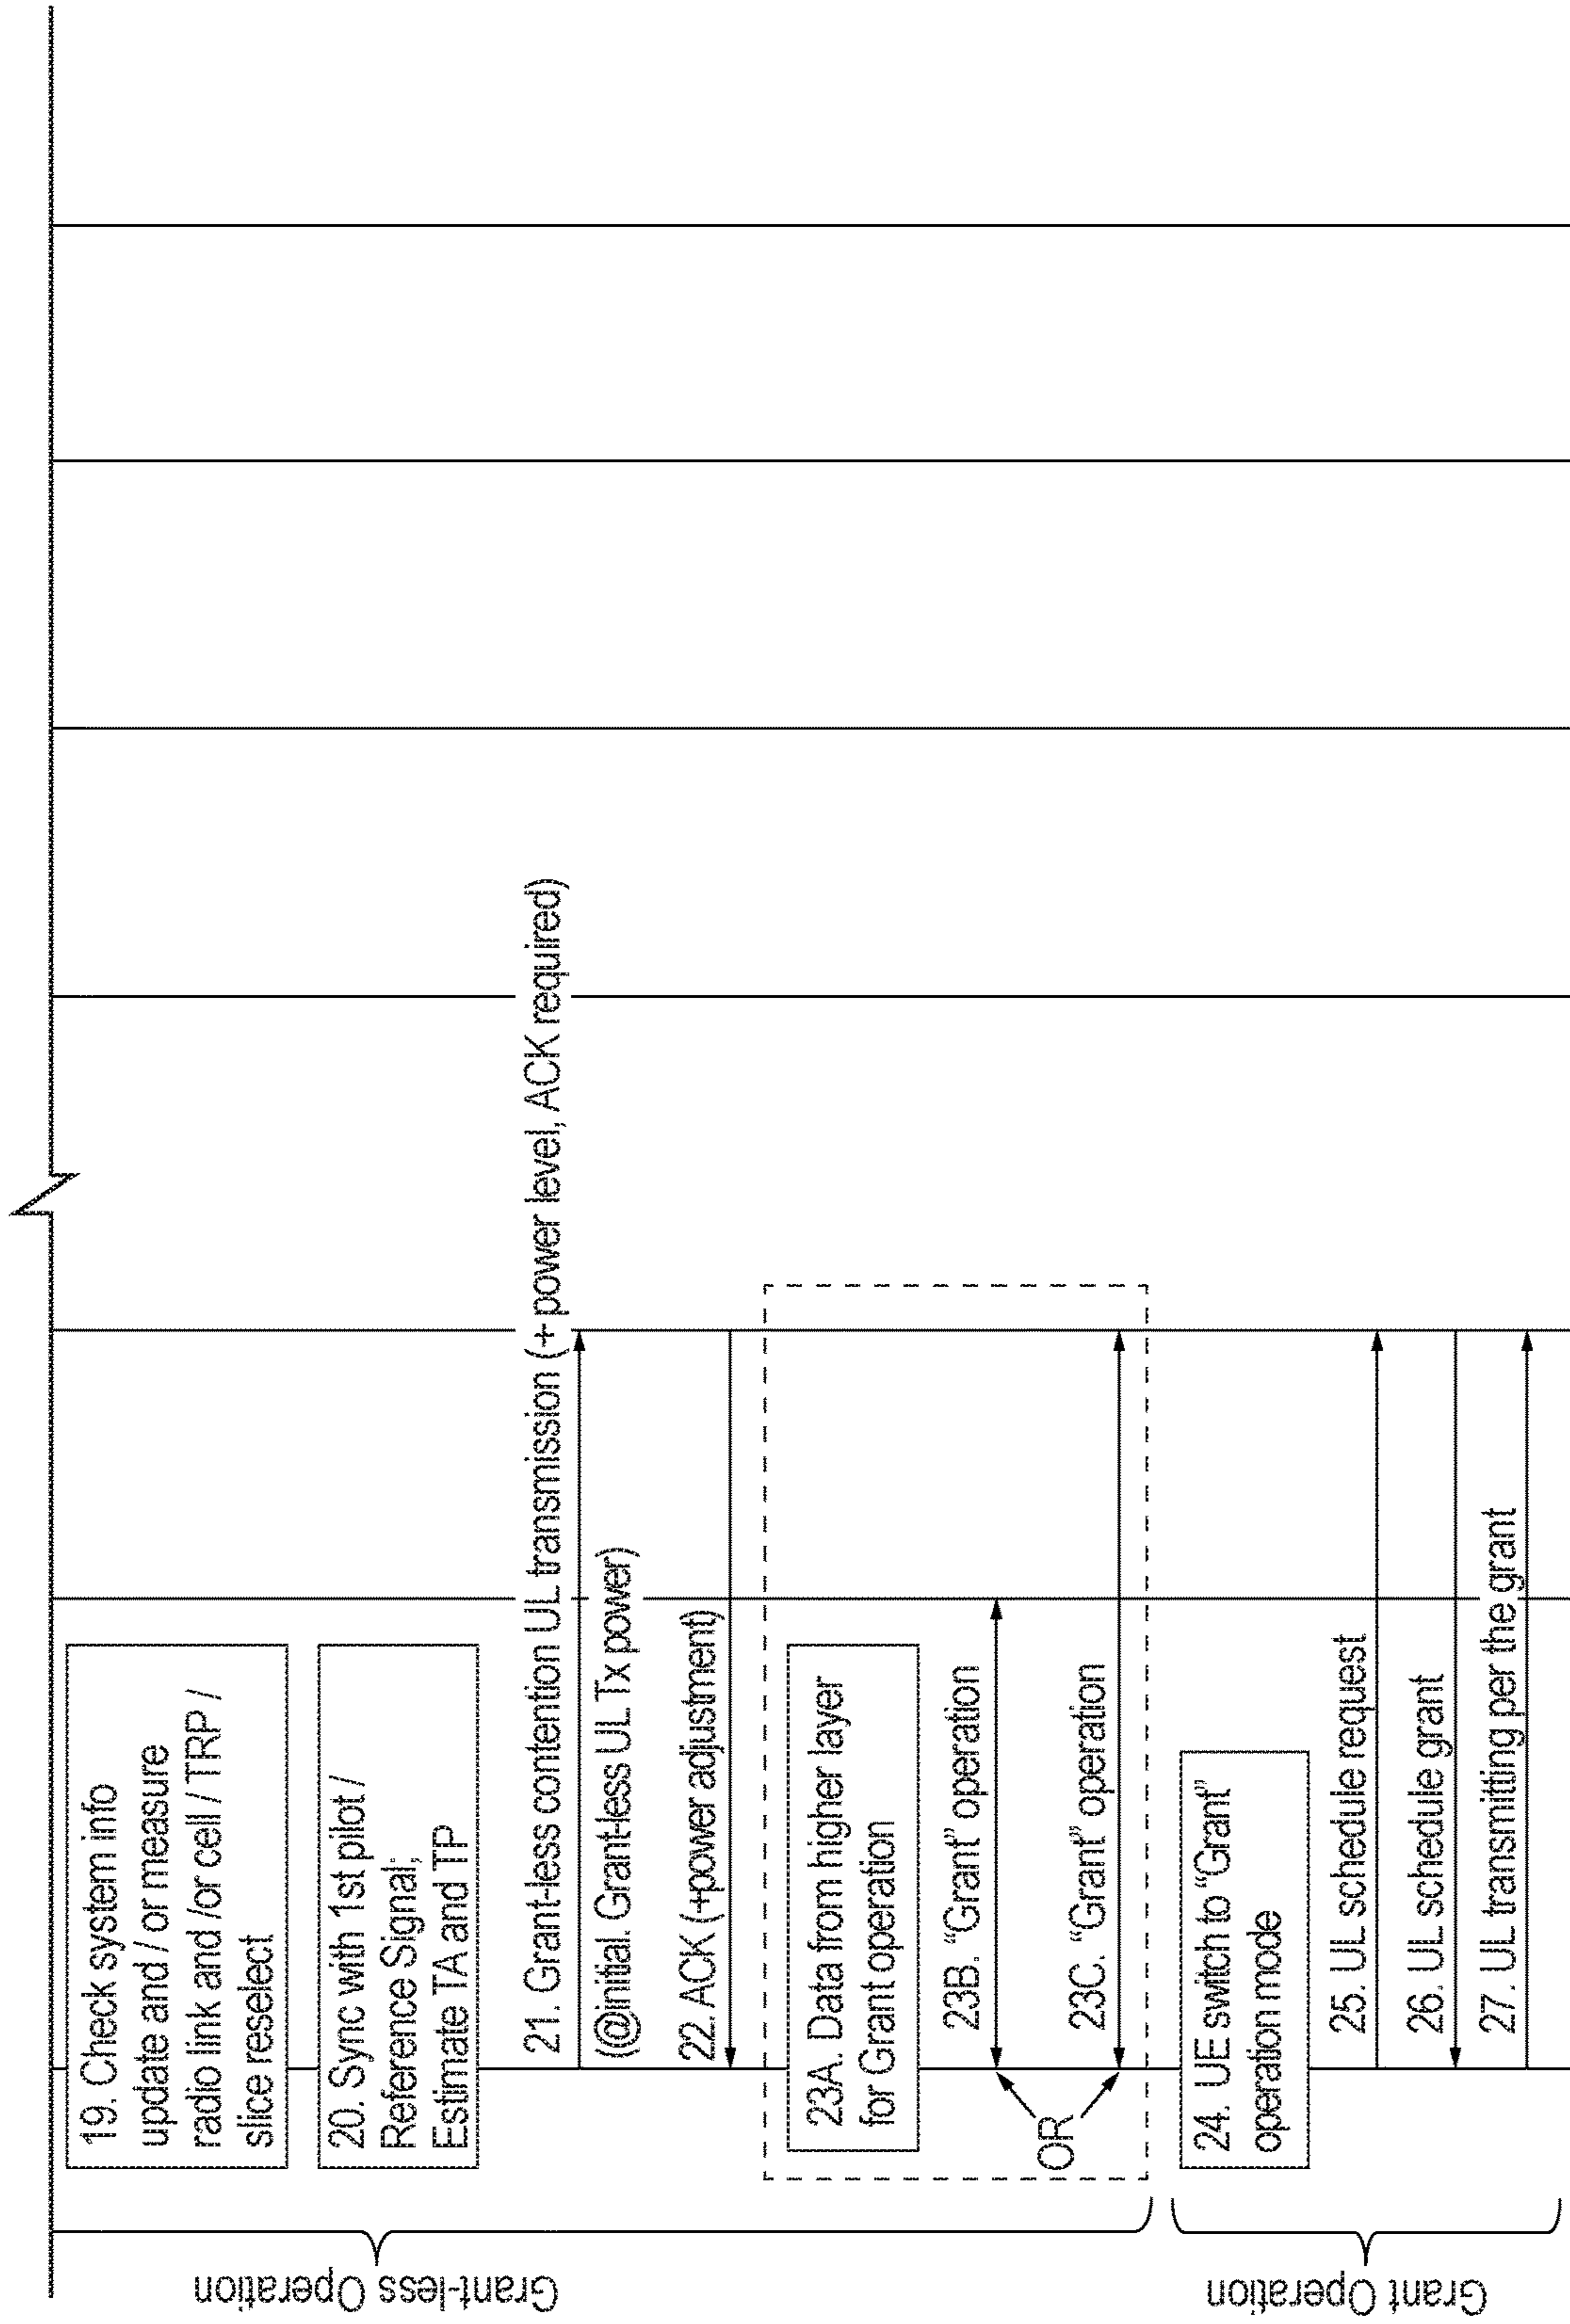 Grant-less Operation
19. Check system info
update and / or measure
radio link and /or cell / TRP /
slice reselect
20. Sync with 1st pilot /
Reference Signal;
Estimate TA and TP
21. Grant-less contention UL transmission (+ power level, ACK required)
(@initial. Grant-less UL Tx power)
22. ACK (+power adjustment)
23A. Data from higher layer
for Grant operation
OR
23B. “Grant” operation
23C. “Grant” operation
Grant Operation
24. UE switch to “Grant”
operation mode
25. UL schedule request
26. UL schedule grant
27. UL transmitting per the grant